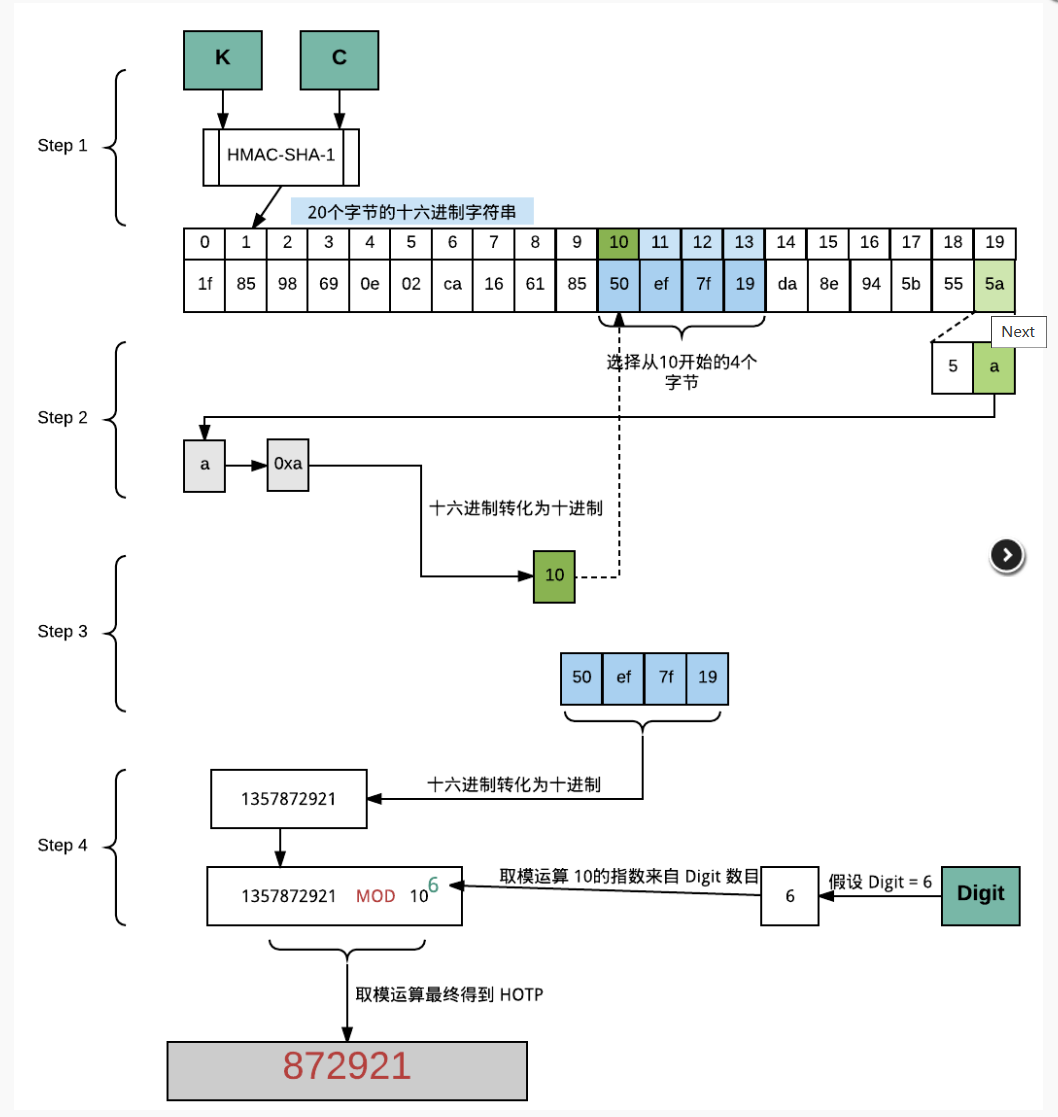 K
C
Step 1
HMAC-SHA-1
20个字节的十六进制字符串
0 1 2 3 4 5 6 7 8 9 10 11 12 13 14 15 16 17 18 19
1f 85 98 69 0e 02 ca 16 61 85 50 ef 7f 19 da 8e 94 5b 55 5a
Next
选择从10开始的4个
字节
5 a
Step 2
a
0xa
十六进制转化为十进制
10
Step 3
50 ef 7f 19
十六进制转化为十进制
1357872921
Step 4
1357872921 MOD 10 6
取模运算 10的指数来自 Digit 数目
6
假设 Digit = 6
Digit
取模运算最终得到 HOTP
872921